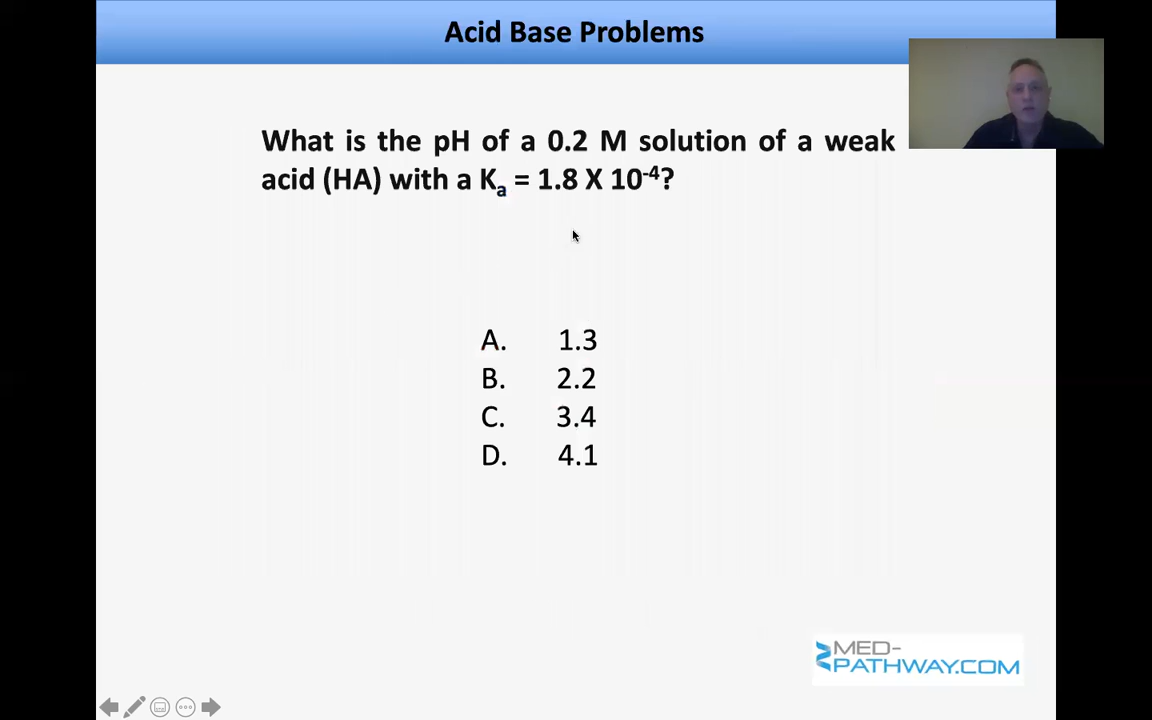 Acid Base Problems
What is the pH of a 0.2 M solution of a weak
acid (HA) with a Kₐ = 1.8 X 10⁻⁴?
A. 1.3
B. 2.2
C. 3.4
D. 4.1
MED-
PATHWAY.COM